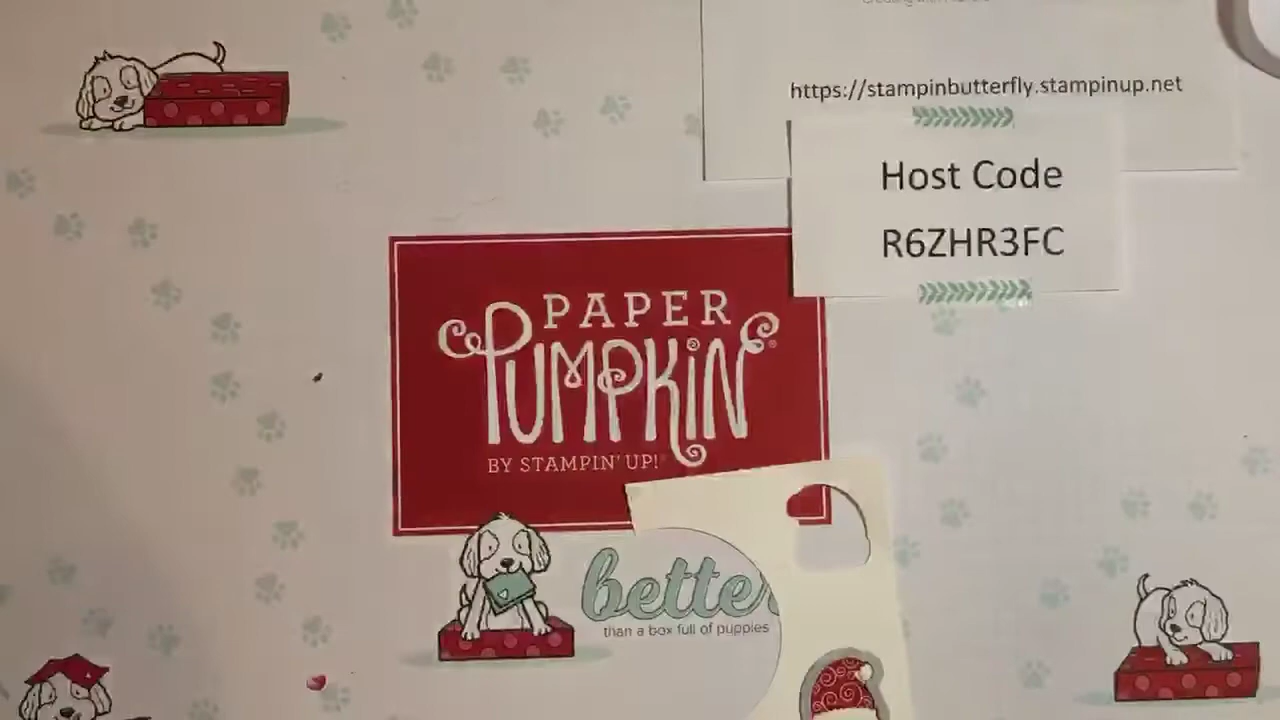 https://stampinbutterfly.stampinup.net
Host Code
R6ZHR3FC
PAPER
PUMPKIN®
BY STAMPIN' UP!
better
than a box full of puppies